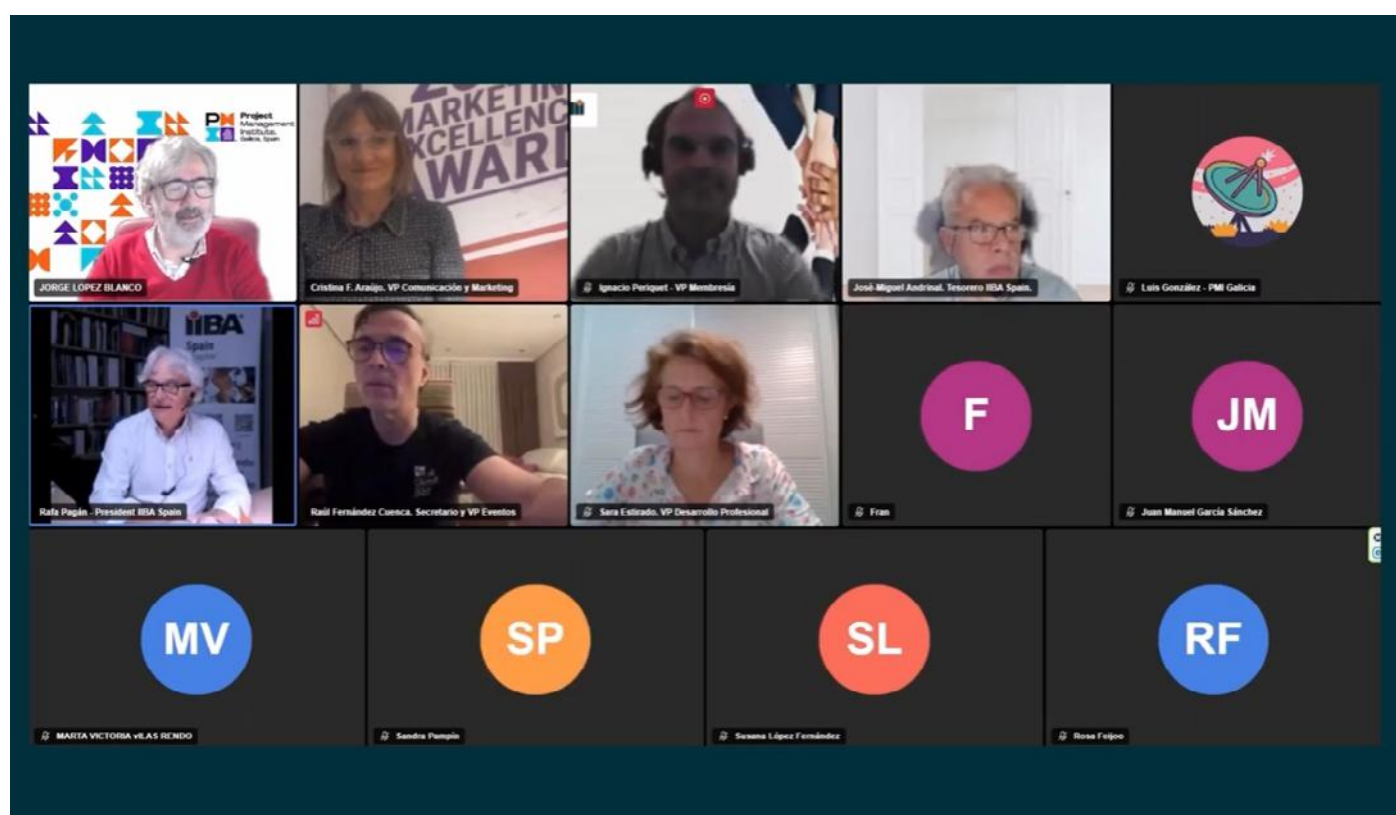 Project
Management
Institute.
Galicia, Spain
JORGE LOPEZ BLANCO
MARKETIN
XCELLENC
AWARD
Cristina F. Araújo. VP Comunicación y Marketing
Ignacio Periquet - VP Membresía
José-Miguel Andrinal. Tesorero IIBA Spain.
Luis González - PMI Galicia
IIBA
Spain
Rafa Pagán - President IIBA Spain
Raúl Fernández Cuenca. Secretario y VP Eventos
Sara Estirado. VP Desarrollo Profesional
F
Fran
JM
Juan Manuel García Sánchez
MV
MARTA VICTORIA vILAS RENDO
SP
Sandra Pampín
SL
Susana López Fernández
RF
Rosa Feijoo